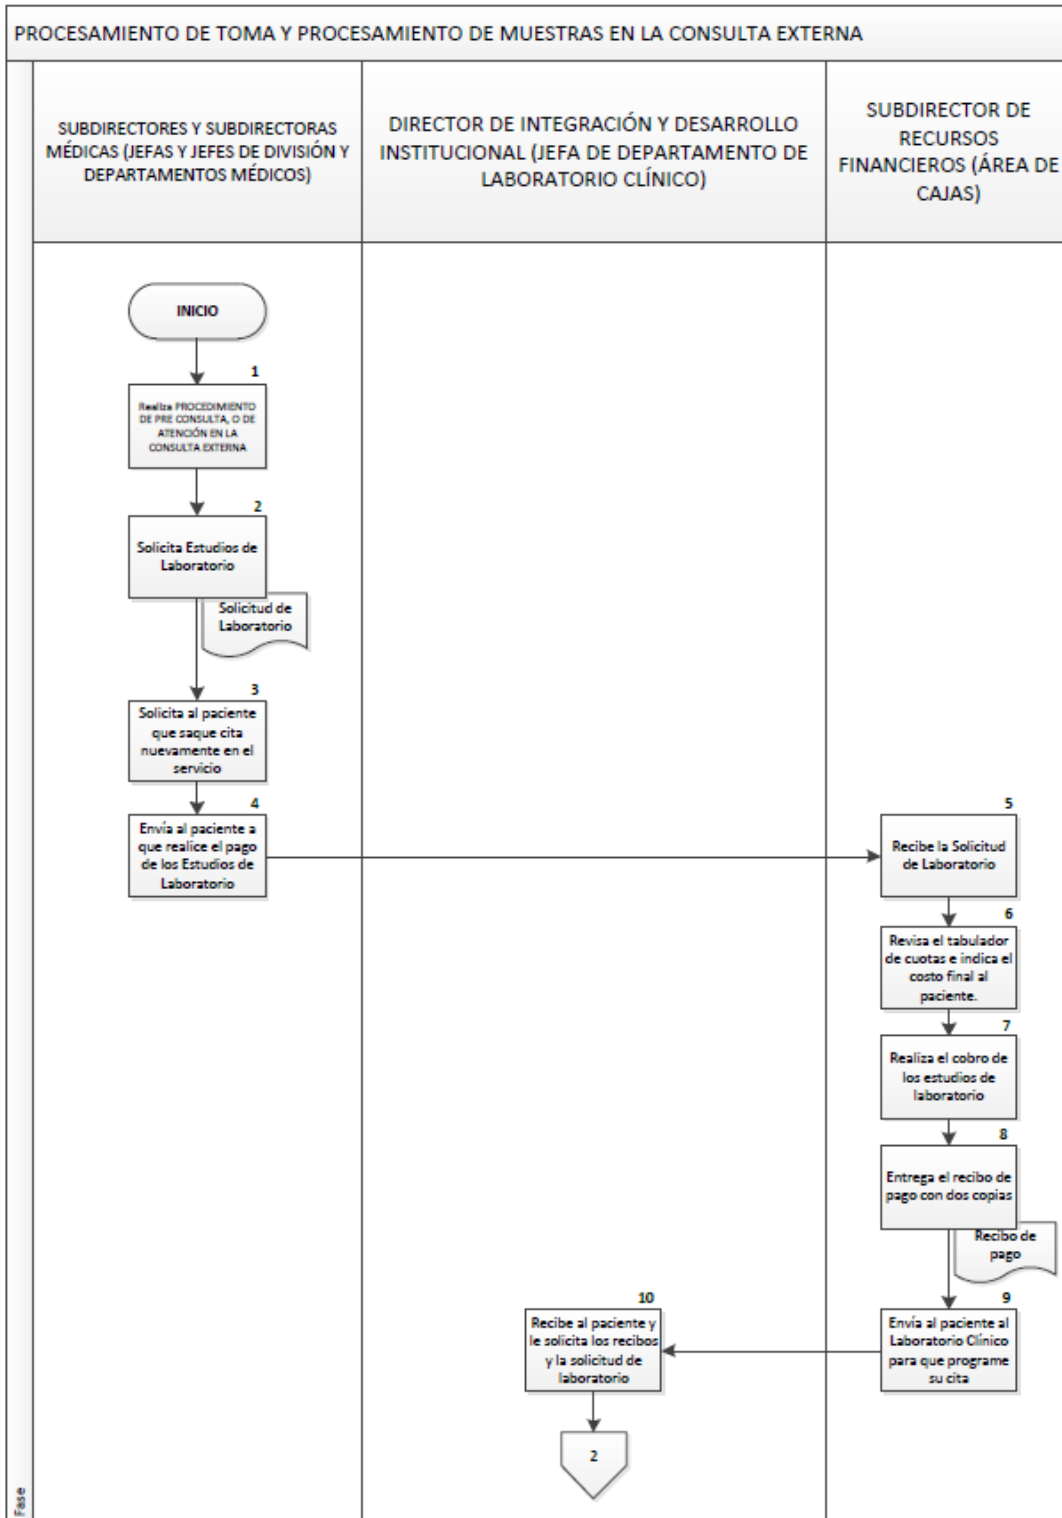 PROCESAMIENTO DE TOMA Y PROCESAMIENTO DE MUESTRAS EN LA CONSULTA EXTERNA
SUBDIRECTORES Y SUBDIRECTORAS
MÉDICAS (JEFAS Y JEFES DE DIVISIÓN Y
DEPARTAMENTOS MÉDICOS)
DIRECTOR DE INTEGRACIÓN Y DESARROLLO
INSTITUCIONAL (JEFA DE DEPARTAMENTO DE
LABORATORIO CLÍNICO)
SUBDIRECTOR DE
RECURSOS
FINANCIEROS (ÁREA DE
CAJAS)
INICIO
1
Realiza PROCEDIMIENTO
DE PRE CONSULTA, O DE
ATENCIÓN EN LA
CONSULTA EXTERNA
2
Solicita Estudios de
Laboratorio
Solicitud de
Laboratorio
3
Solicita al paciente
que saque cita
nuevamente en el
servicio
4
Envía al paciente a
que realice el pago
de los Estudios de
Laboratorio
5
Recibe la Solicitud
de Laboratorio
6
Revisa el tabulador
de cuotas e indica el
costo final al
paciente.
7
Realiza el cobro de
los estudios de
laboratorio
8
Entrega el recibo de
pago con dos copias
Recibo de
pago
9
Envía al paciente al
Laboratorio Clínico
para que programe
su cita
10
Recibe al paciente y
le solicita los recibos
y la solicitud de
laboratorio
2
Fase